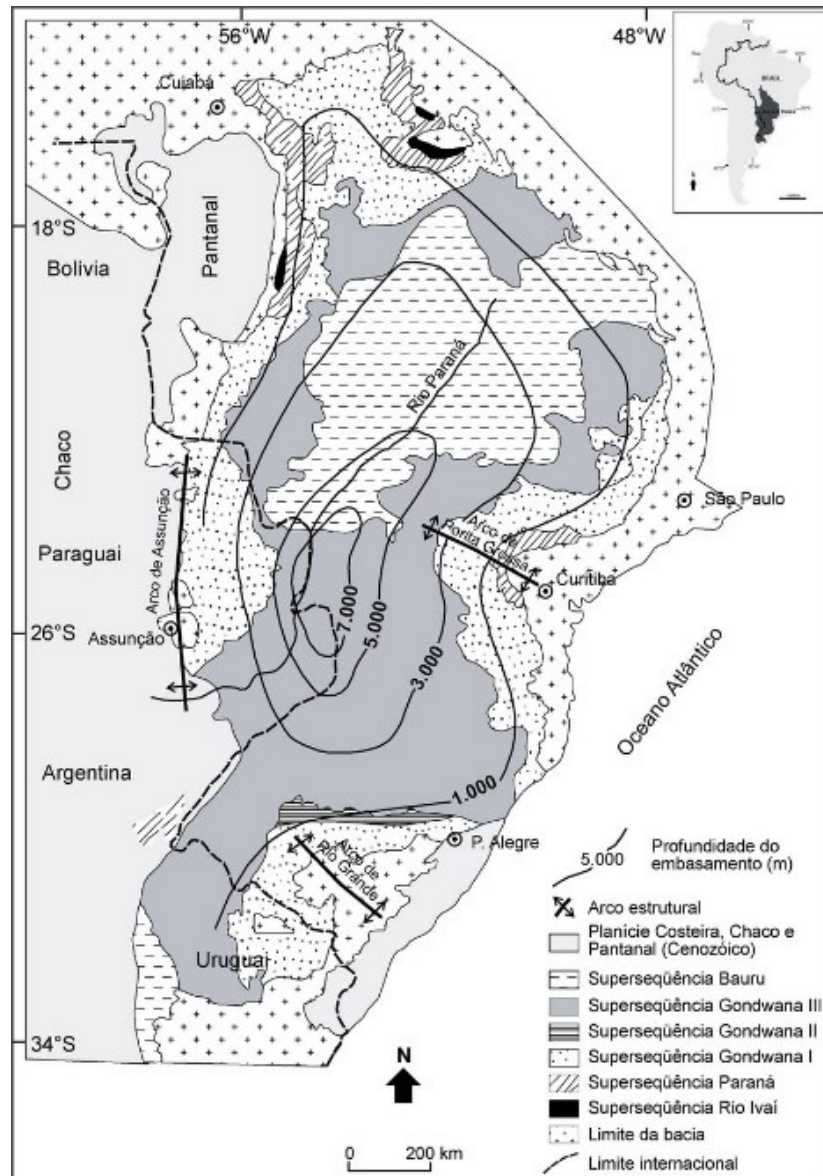 56°W
48°W
Cuiabá
18°S
Bolivia
Pantanal
Rio Paraná
Chaco
São Paulo
Arco de Assunção
Arco de
Ponta Grossa
Paraguai
Curitiba
7.000
5.000
26°S
Assunção
3.000
Oceano Atlântico
Argentina
1.000
P. Alegre
Arco de
Rio Grande
Uruguai
34°S
N
0 200 km
5.000
Profundidade do
embasamento (m)
Arco estrutural
Planície Costeira, Chaco e
Pantanal (Cenozóico)
Superseqüência Bauru
Superseqüência Gondwana III
Superseqüência Gondwana II
Superseqüência Gondwana I
Superseqüência Paraná
Superseqüência Rio Ivaí
Limite da bacia
Limite internacional